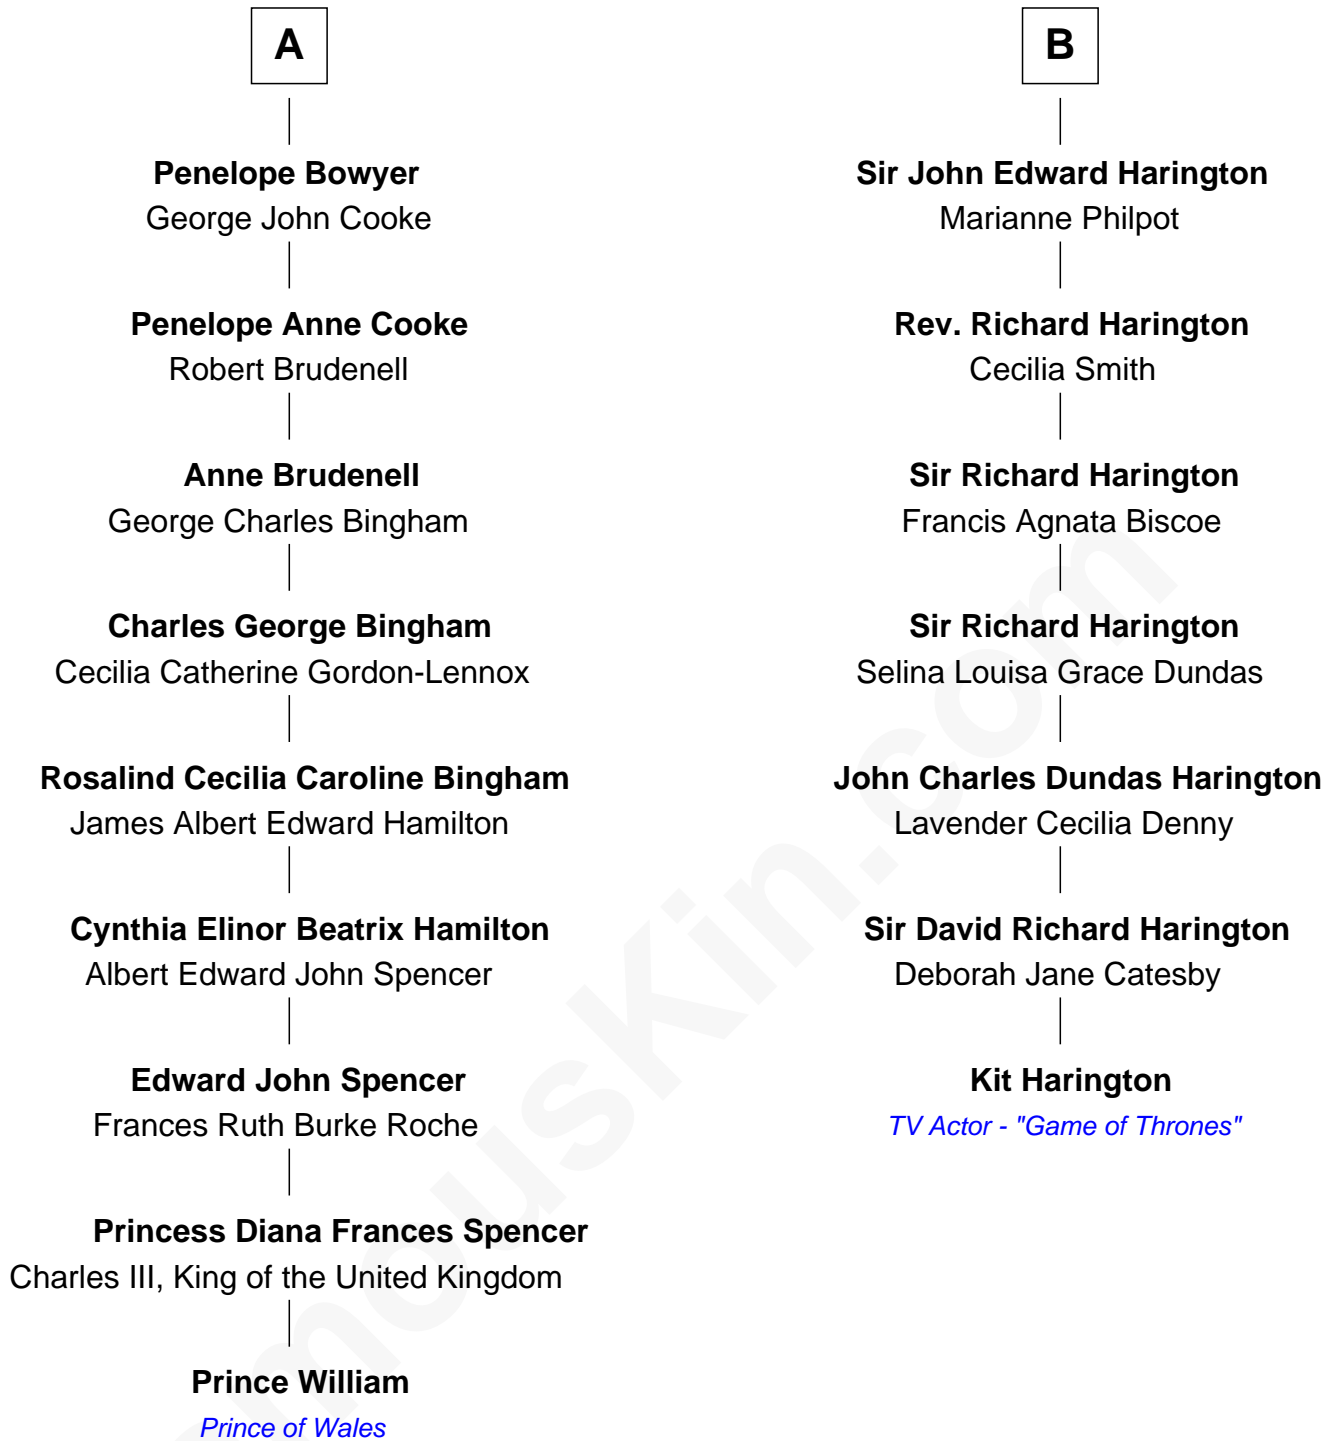 A
Penelope Bowyer
George John Cooke
Penelope Anne Cooke
Robert Brudenell
Anne Brudenell
George Charles Bingham
Charles George Bingham
Cecilia Catherine Gordon-Lennox
Rosalind Cecilia Caroline Bingham
James Albert Edward Hamilton
Cynthia Elinor Beatrix Hamilton
Albert Edward John Spencer
Edward John Spencer
Frances Ruth Burke Roche
Princess Diana Frances Spencer
Charles III, King of the United Kingdom
Prince William
Prince of Wales
B
Sir John Edward Harington
Marianne Philpot
Rev. Richard Harington
Cecilia Smith
Sir Richard Harington
Francis Agnata Biscoe
Sir Richard Harington
Selina Louisa Grace Dundas
John Charles Dundas Harington
Lavender Cecilia Denny
Sir David Richard Harington
Deborah Jane Catesby
Kit Harington
TV Actor - "Game of Thrones"
mousKin.com